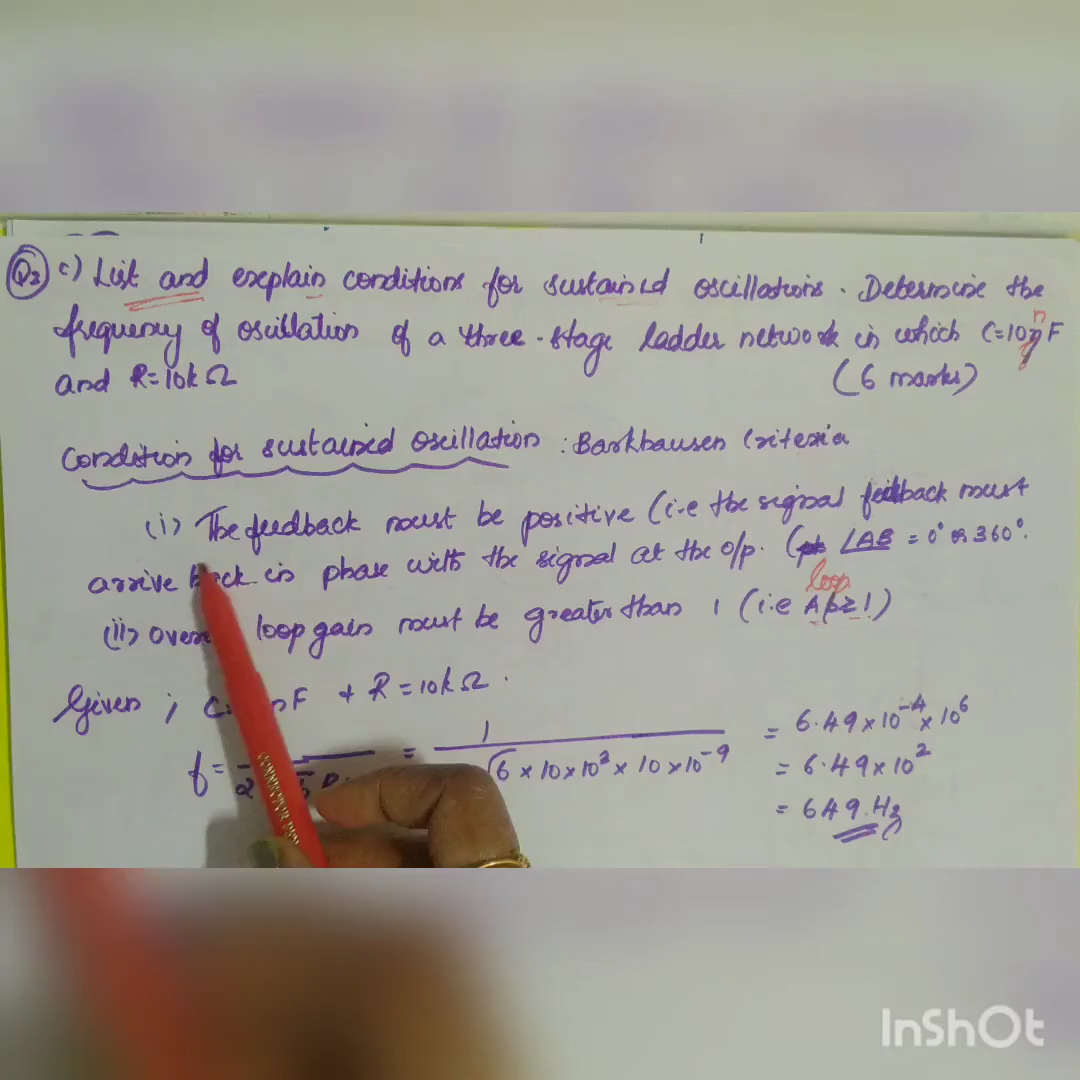 Q2 c) List and explain conditions for sustained oscillations. Determine the
frequency of oscillation of a three-stage ladder network in which C=10nF
and R=10kΩ (6 marks)
Condition for sustained oscillation : Barkhausen Criteria
(i) The feedback must be positive (i.e the signal feedback must
arrive back in phase with the signal at the o/p. (∠AB = 0° or 360°.
loop
(ii) loop gain must be greater than 1 (i.e Aβ≥1)
Given ; F + R=10kΩ.
f = = 1 / √6 × 10×10³ × 10×10⁻⁹ = 6.49×10⁻⁴×10⁶
= 6.49×10²
= 649.Hz
InShOt